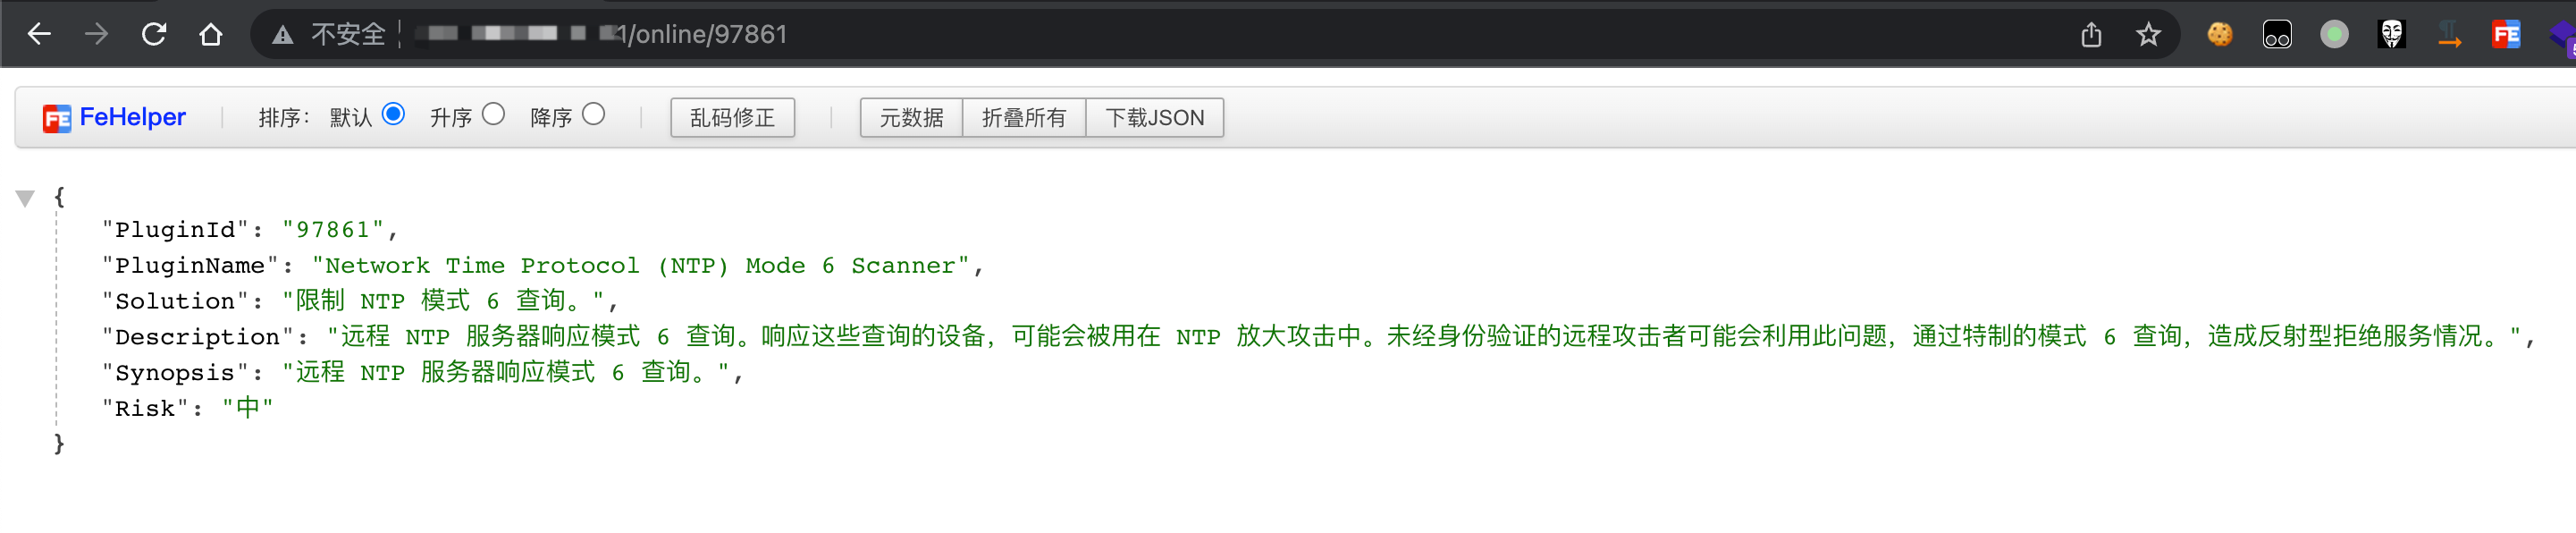 不安全 1/online/97861
FeHelper 排序: 默认 升序 降序 乱码修正 元数据 折叠所有 下载JSON
{
"PluginId": "97861",
"PluginName": "Network Time Protocol (NTP) Mode 6 Scanner",
"Solution": "限制 NTP 模式 6 查询。",
"Description": "远程 NTP 服务器响应模式 6 查询。响应这些查询的设备，可能会被用在 NTP 放大攻击中。未经身份验证的远程攻击者可能会利用此问题，通过特制的模式 6 查询，造成反射型拒绝服务情况。",
"Synopsis": "远程 NTP 服务器响应模式 6 查询。",
"Risk": "中"
}